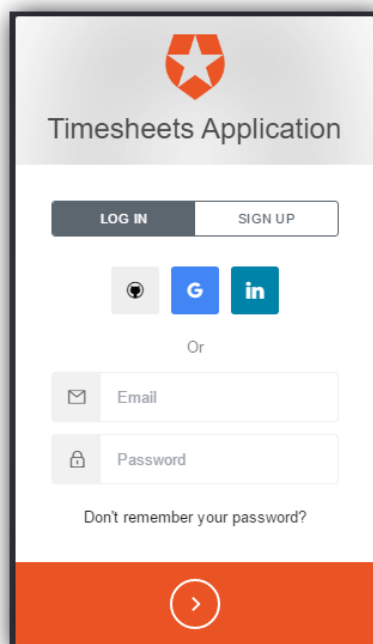 Timesheets Application
LOG IN SIGN UP
G in
Or
Email
Password
Don't remember your password?